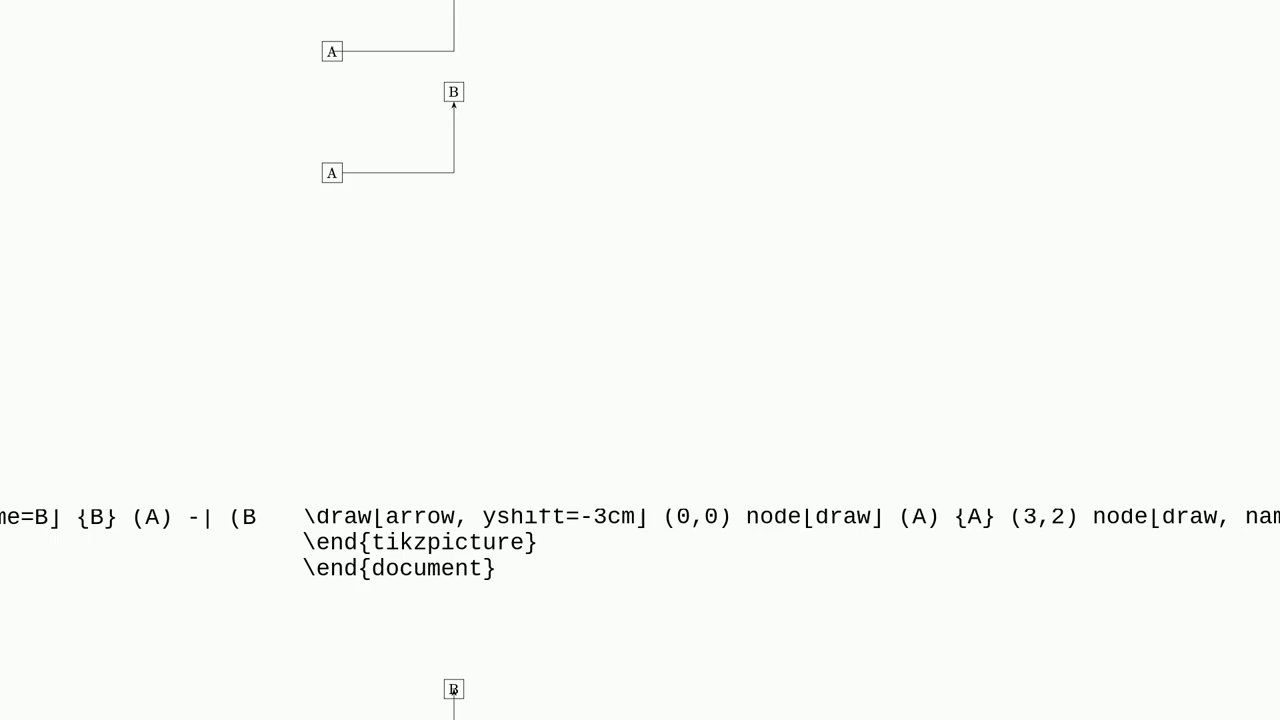 A
B
A
me=B] {B} (A) -| (B
\draw[arrow, yshift=-3cm] (0,0) node[draw] (A) {A} (3,2) node[draw, nam
\end{tikzpicture}
\end{document}
B